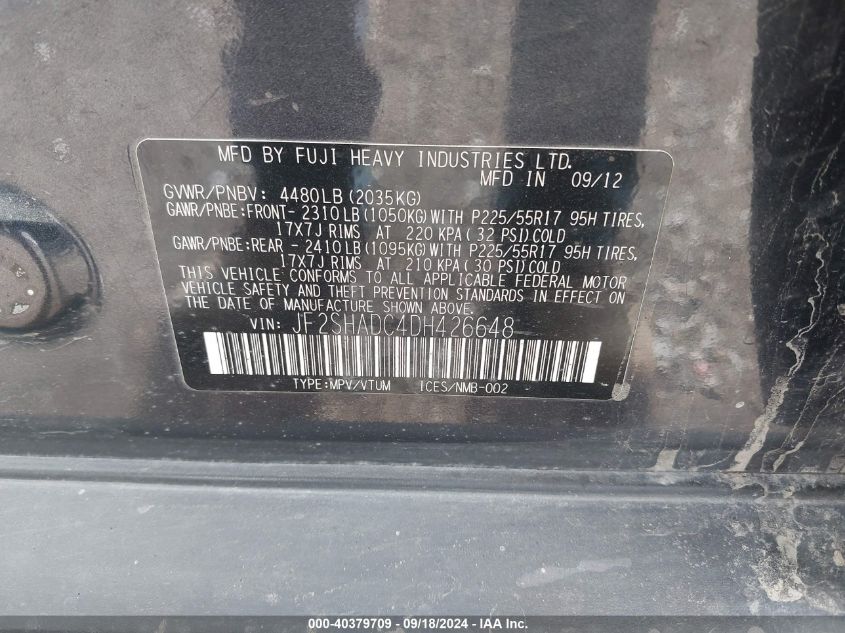 MFD BY FUJI HEAVY INDUSTRIES LTD.
MFD IN 09/12
GVWR/PNBV: 4480LB(2035KG)
GAWR/PNBE:FRONT- 2310LB(1050KG)WITH P225/55R17 95H TIRES,
17X7J RIMS AT 220 KPA(32 PSI)COLD
GAWR/PNBE:REAR - 2410LB(1095KG)WITH P225/55R17 95H TIRES,
17X7J RIMS AT 210 KPA(30 PSI)COLD
THIS VEHICLE CONFORMS TO ALL APPLICABLE FEDERAL MOTOR
VEHICLE SAFETY AND THEFT PREVENTION STANDARDS IN EFFECT ON
THE DATE OF MANUFACTURE SHOWN ABOVE.
VIN: JF2SHADC4DH426648
TYPE:MPV/VTUM ICES/NMB-002
000-40379709 - 09/18/2024 - IAA Inc.